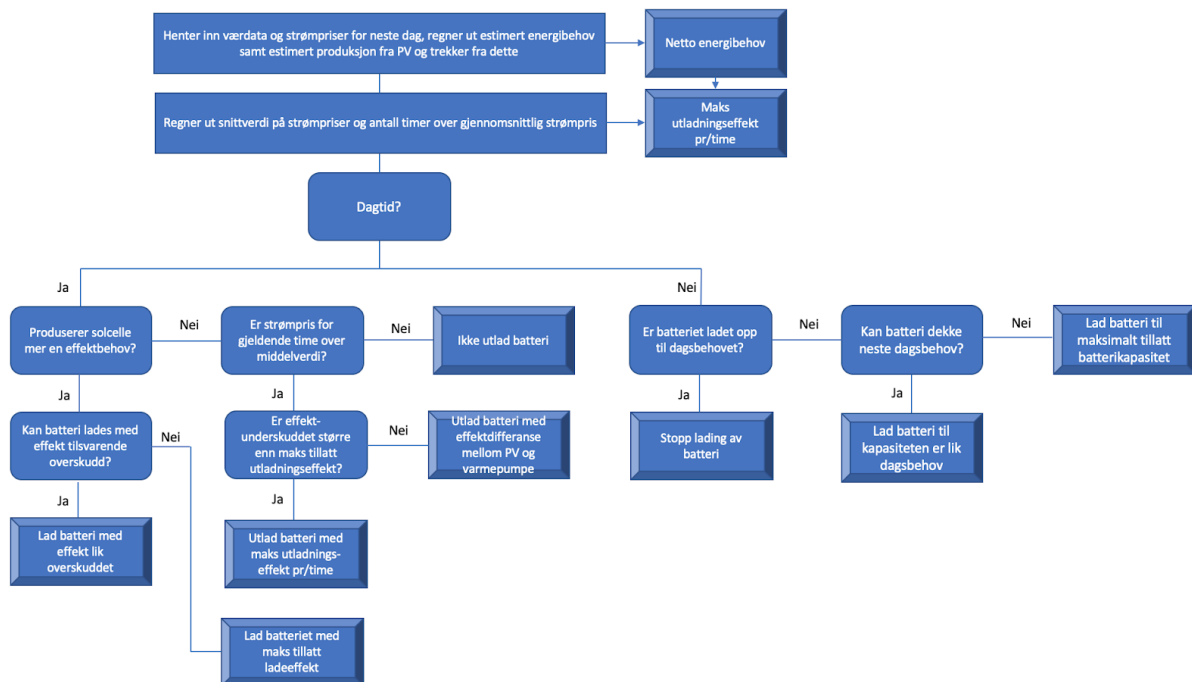 Henter inn værdata og strømpriser for neste dag, regner ut estimert energibehov
samt estimert produksjon fra PV og trekker fra dette
Netto energibehov
Regner ut snittverdi på strømpriser og antall timer over gjennomsnittlig strømpris
Maks
utladningseffekt
pr/time
Dagtid?
Ja
Nei
Produserer solcelle
mer en effektbehov?
Nei
Er strømpris for
gjeldende time over
middelverdi?
Nei
Ikke utlad batteri
Er batteriet ladet opp
til dagsbehovet?
Nei
Kan batteri dekke
neste dagsbehov?
Nei
Lad batteri til
maksimalt tillatt
batterikapasitet
Ja
Ja
Ja
Ja
Kan batteri lades med
effekt tilsvarende
overskudd?
Nei
Er effekt-
underskuddet større
enn maks tillatt
utladningseffekt?
Nei
Utlad batteri med
effektdifferanse
mellom PV og
varmepumpe
Stopp lading av
batteri
Lad batteri til
kapasiteten er lik
dagsbehov
Ja
Ja
Lad batteri med
effekt lik
overskuddet
Utlad batteri med
maks utladnings-
effekt pr/time
Lad batteriet med
maks tillatt
ladeeffekt